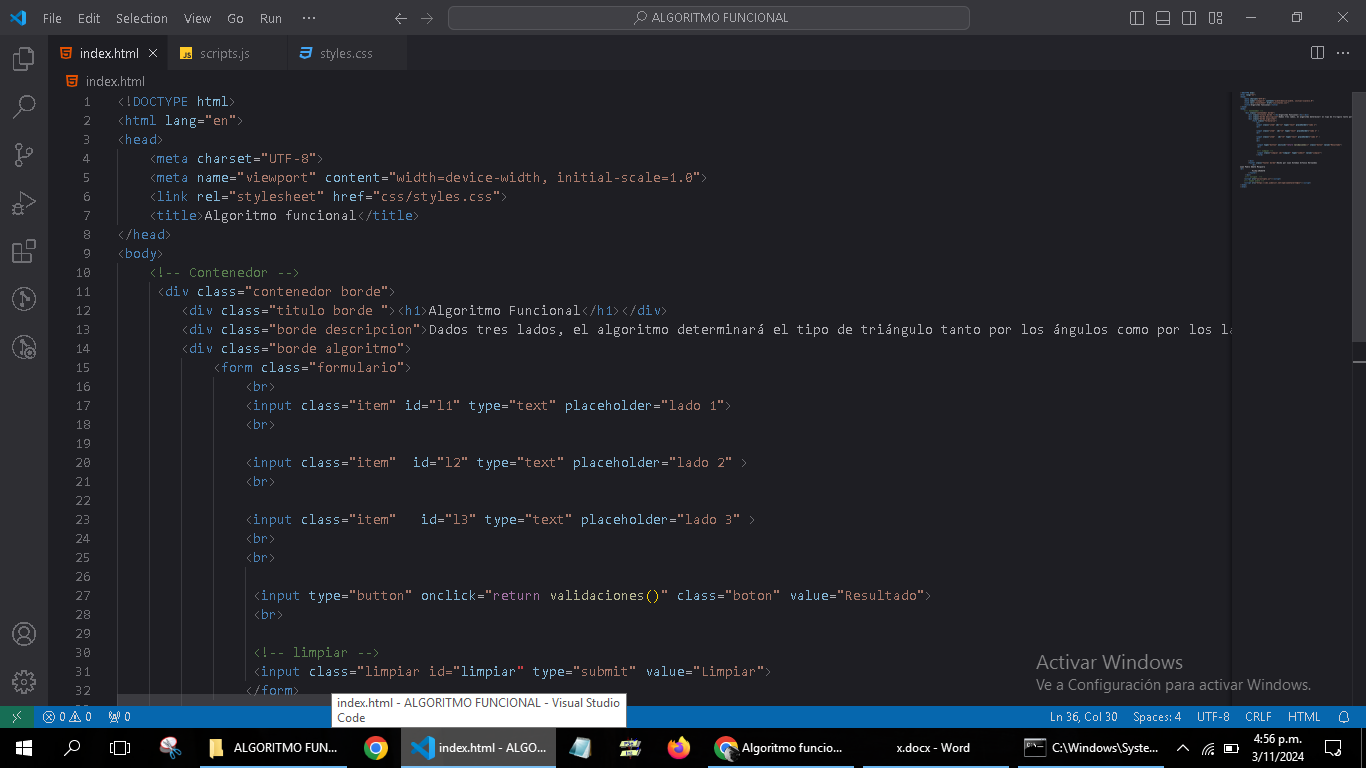 File Edit Selection View Go Run ··· ALGORITMO FUNCIONAL
index.html JS scripts.js styles.css
index.html
1 <!DOCTYPE html>
2 <html lang="en">
3 <head>
4 <meta charset="UTF-8">
5 <meta name="viewport" content="width=device-width, initial-scale=1.0">
6 <link rel="stylesheet" href="css/styles.css">
7 <title>Algoritmo funcional</title>
8 </head>
9 <body>
10 <!-- Contenedor -->
11 <div class="contenedor borde">
12 <div class="titulo borde "><h1>Algoritmo Funcional</h1></div>
13 <div class="borde descripcion">Dados tres lados, el algoritmo determinará el tipo de triángulo tanto por los ángulos como por los la
14 <div class="borde algoritmo">
15 <form class="formulario">
16 <br>
17 <input class="item" id="l1" type="text" placeholder="lado 1">
18 <br>
19
20 <input class="item"  id="l2" type="text" placeholder="lado 2" >
21 <br>
22
23 <input class="item"   id="l3" type="text" placeholder="lado 3" >
24 <br>
25 <br>
26
27 <input type="button" onclick="return validaciones()" class="boton" value="Resultado">
28 <br>
29
30 <!-- limpiar -->
31 <input class="limpiar id="limpiar" type="submit" value="Limpiar">
32 </form>
Activar Windows
Ve a Configuración para activar Windows.
index.html - ALGORITMO FUNCIONAL - Visual Studio
Code
0 0 0 Ln 36, Col 30 Spaces: 4 UTF-8 CRLF HTML
ALGORITMO FUN... index.html - ALGO... Algoritmo funcio... x.docx - Word C:\Windows\Syste... 4:56 p.m.
3/11/2024